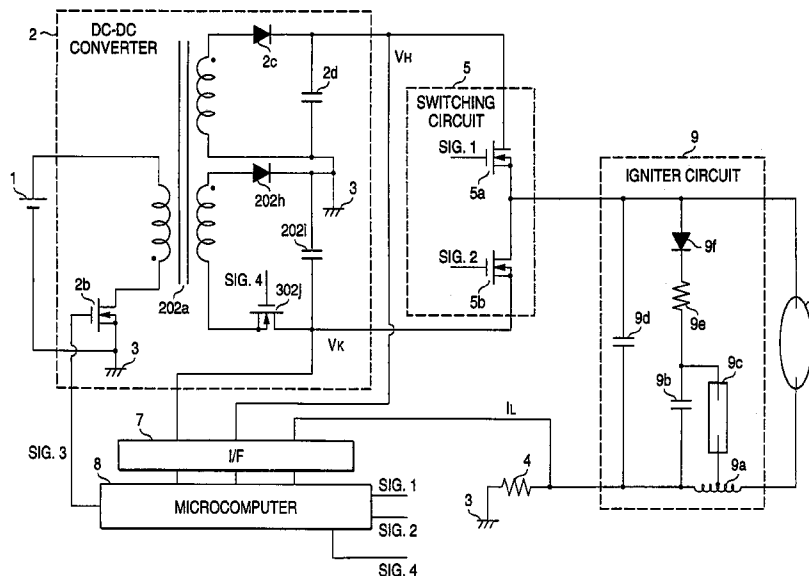 2
DC-DC
CONVERTER
2c
2d
VH
5
SWITCHING
CIRCUIT
SIG. 1
5a
9
IGNITER CIRCUIT
1
202h
3
202i
SIG. 2
5b
9f
2b
SIG. 4
302j
202a
VK
9e
9d
9c
9b
3
7
I/F
IL
SIG. 3
8
MICROCOMPUTER
SIG. 1
SIG. 2
SIG. 4
4
3
9a